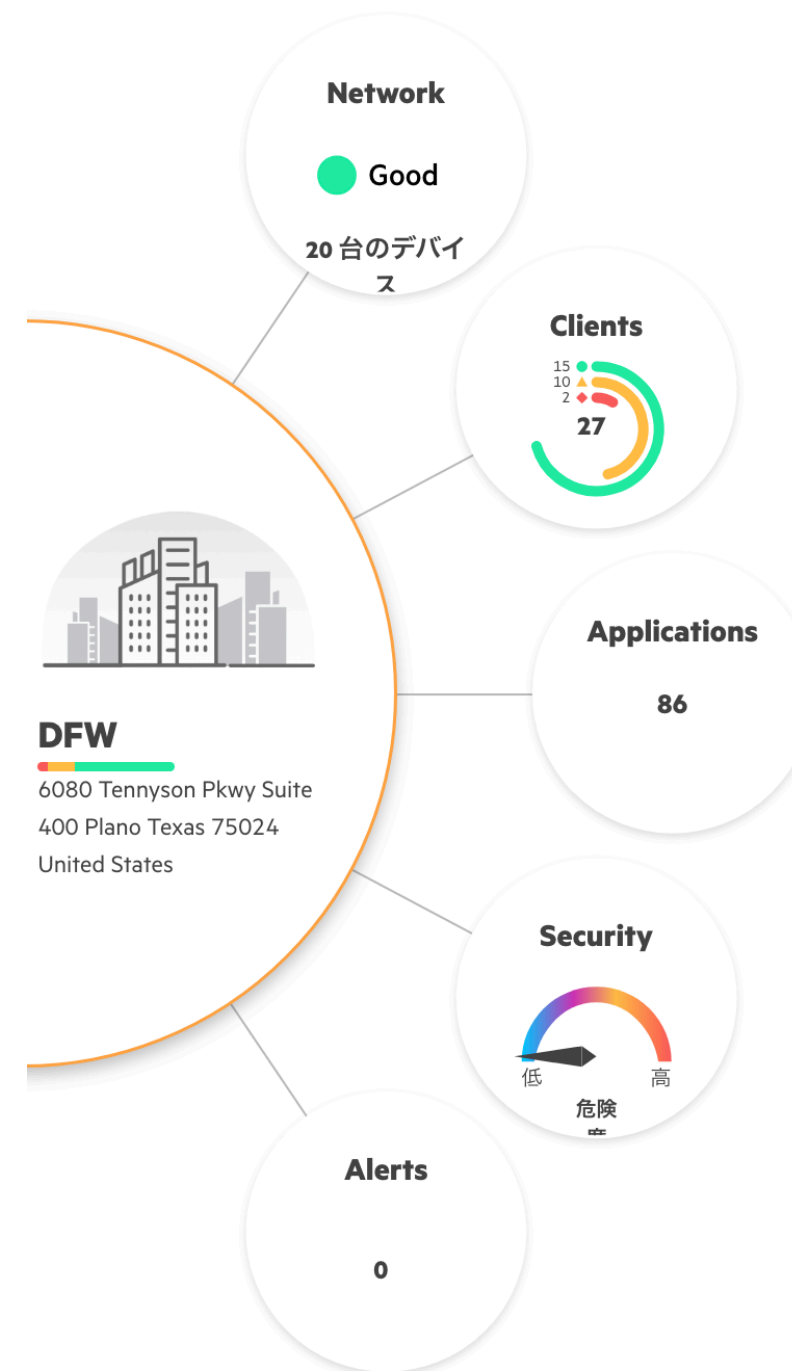 Network
Good
20 台のデバイ
ス
Clients
15
10
2
27
DFW
6080 Tennyson Pkwy Suite
400 Plano Texas 75024
United States
Applications
86
Security
低
高
危険
Alerts
0